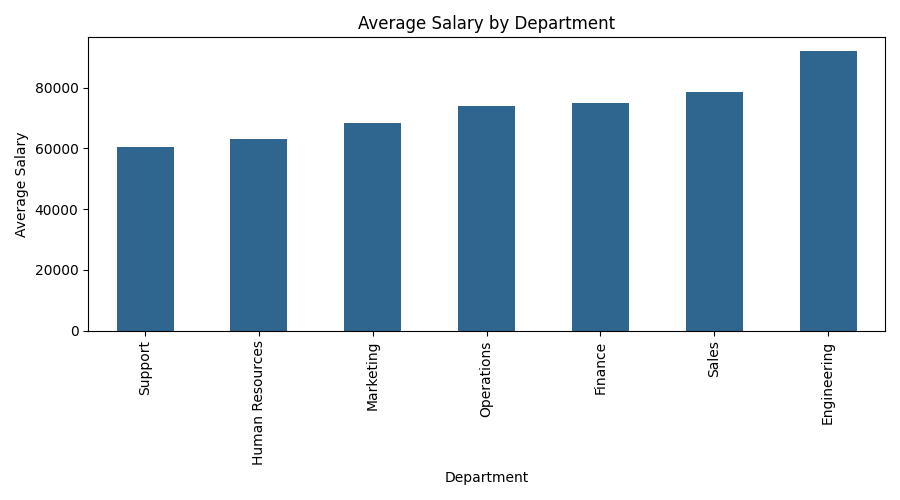 Average Salary by Department
Average Salary
80000
60000
40000
20000
0
Support
Human Resources
Marketing
Operations
Finance
Sales
Engineering
Department